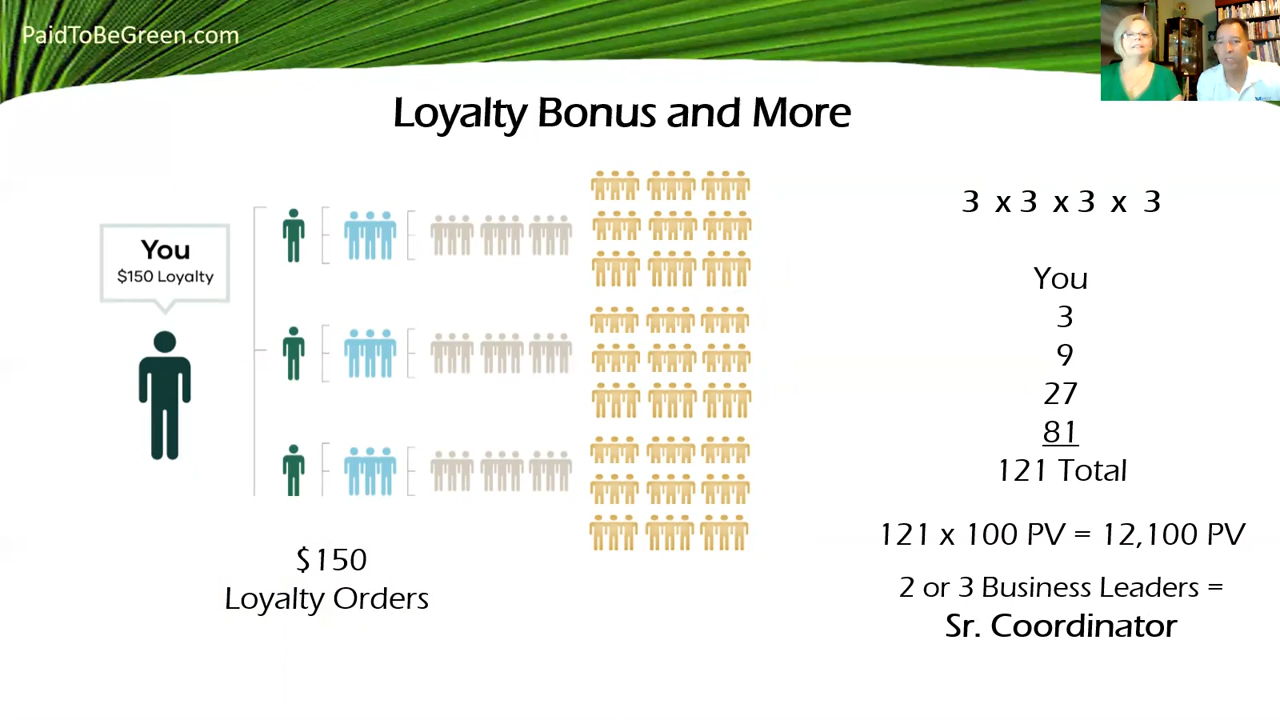 PaidToBeGreen.com
Loyalty Bonus and More
You
$150 Loyalty
$150
Loyalty Orders
3 x 3 x 3 x 3
You
3
9
27
81
121 Total
121 x 100 PV = 12,100 PV
2 or 3 Business Leaders =
Sr. Coordinator